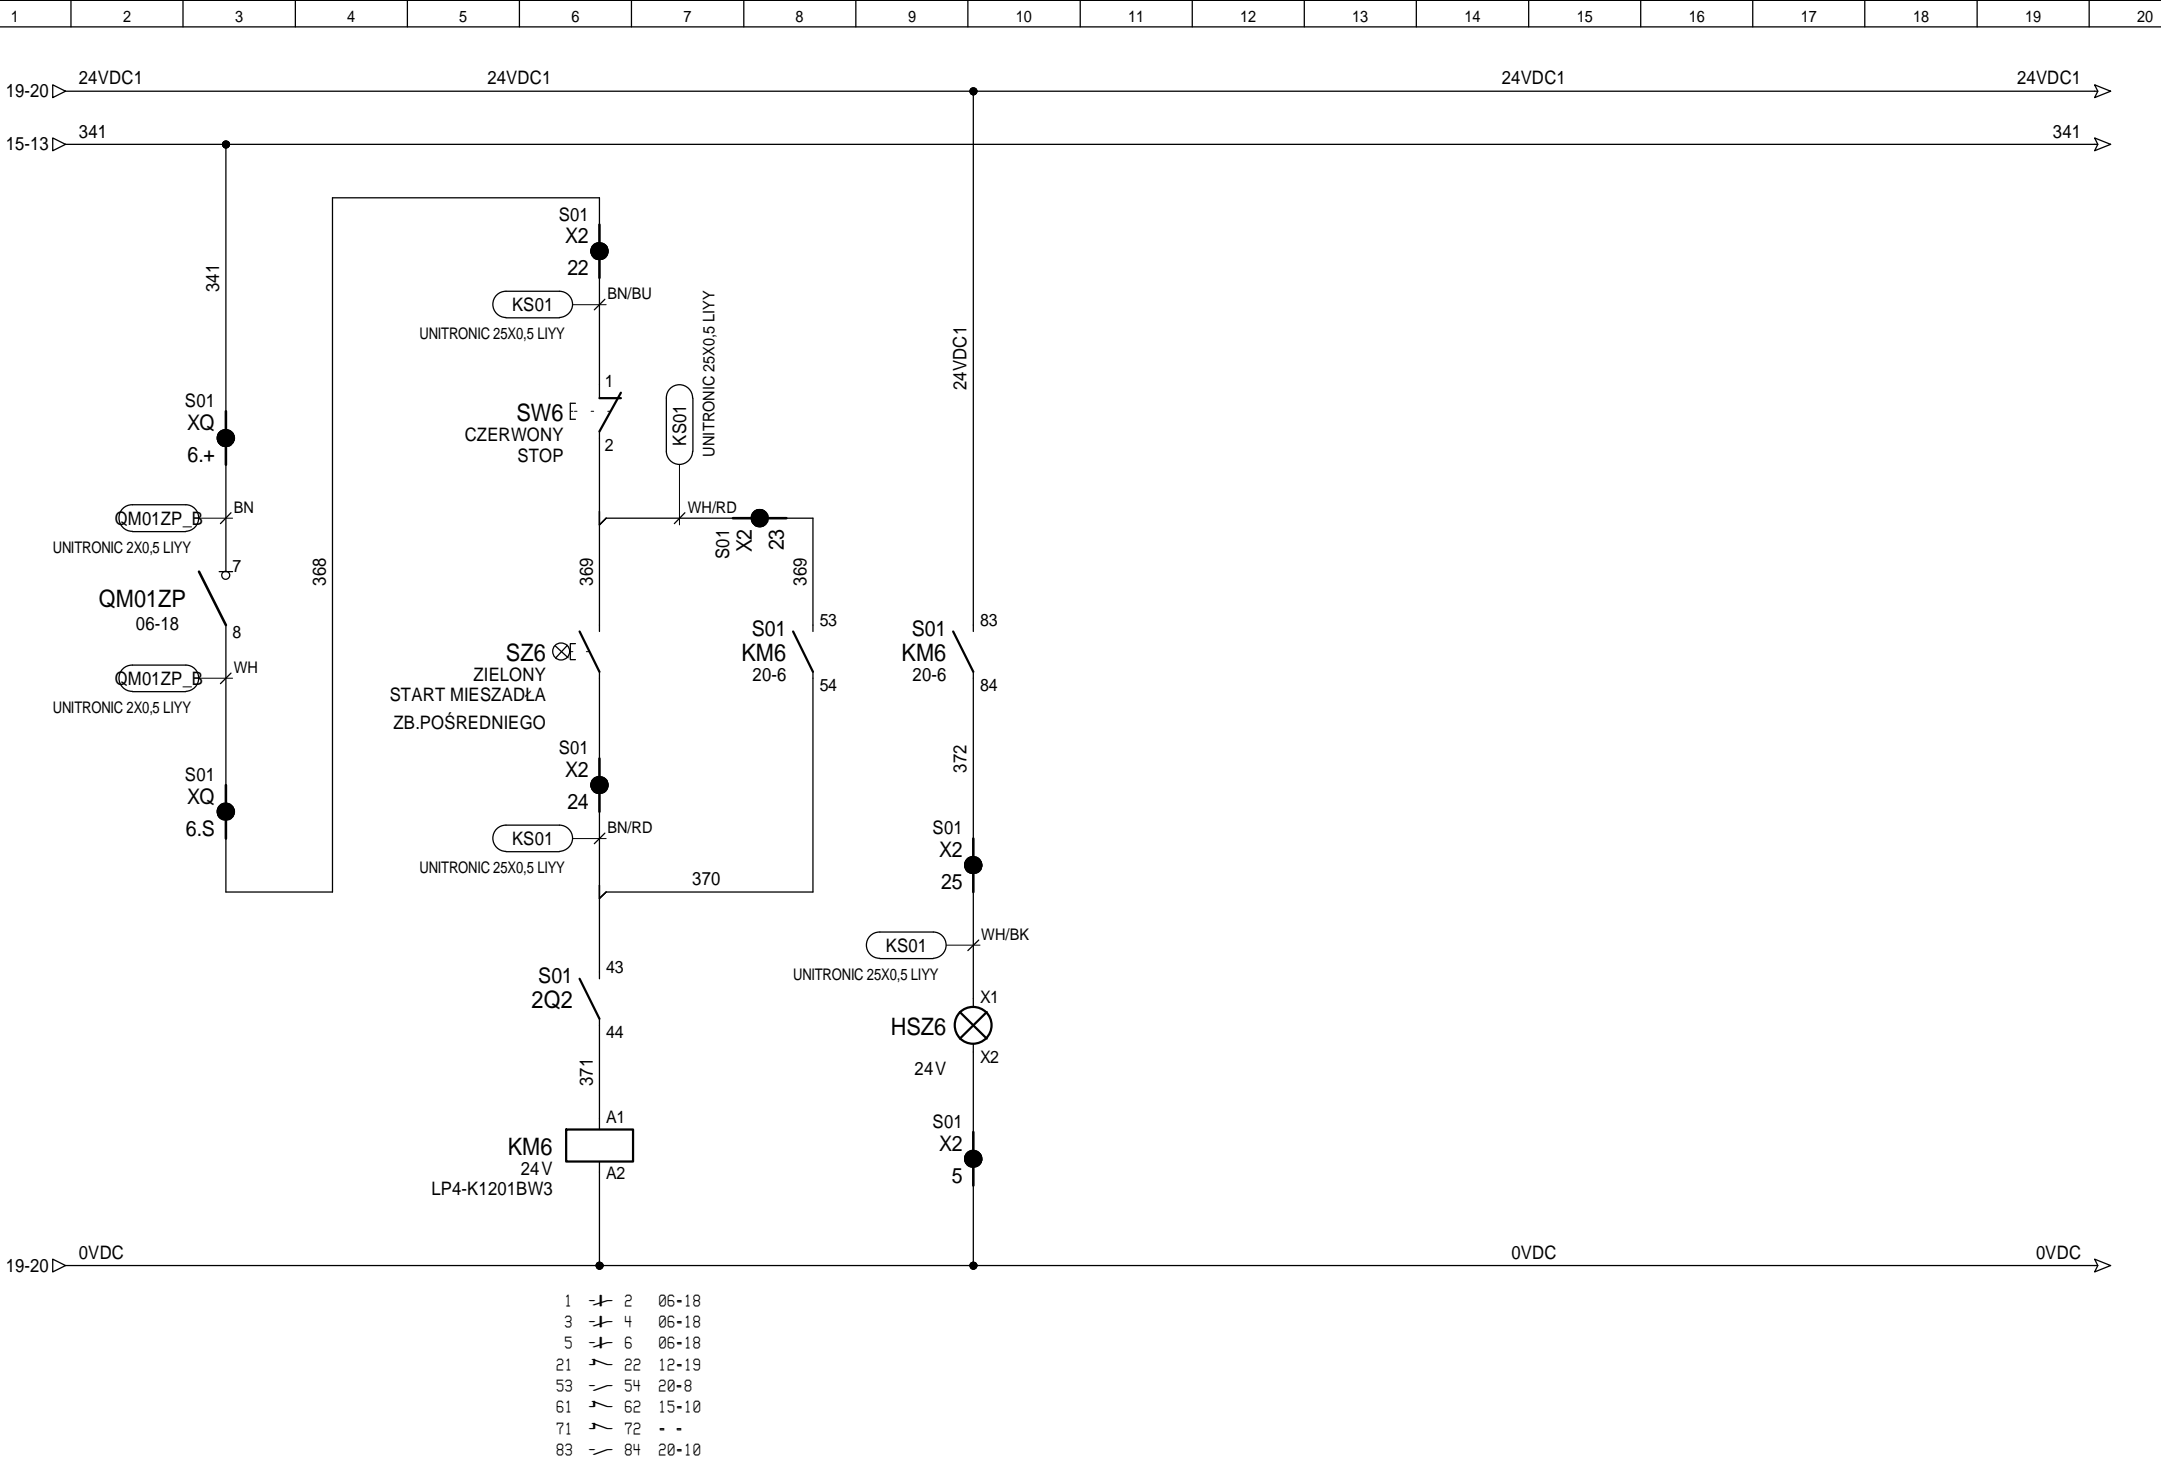 1 2 3 4 5 6 7 8 9 10 11 12 13 14 15 16 17 18 19 20
24VDC1 24VDC1 24VDC1 24VDC1
19-20
341 341
15-13
341
S01
XQ
6.+
QM01ZP_B BN
UNITRONIC 2X0,5 LIYY
7
QM01ZP
06-18
8
QM01ZP_B WH
UNITRONIC 2X0,5 LIYY
S01
XQ
6.S
368
S01
X2
22
KS01 BN/BU
UNITRONIC 25X0,5 LIYY
1
SW6
CZERWONY
STOP
2
KS01
UNITRONIC 25X0,5 LIYY
WH/RD
S01
X2
23
369
369
SZ6
ZIELONY
START MIESZADŁA
ZB.POŚREDNIEGO
S01
X2
24
KS01 BN/RD
UNITRONIC 25X0,5 LIYY
53
S01
KM6
20-6
54
370
43
S01
2Q2
44
371
A1
KM6
24V
A2
LP4-K1201BW3
24VDC1
83
S01
KM6
20-6
84
372
S01
X2
25
KS01 WH/BK
UNITRONIC 25X0,5 LIYY
X1
HSZ6
X2
24V
S01
X2
5
0VDC 0VDC 0VDC
19-20
1 2 06-18
3 4 06-18
5 6 06-18
21 22 12-19
53 54 20-8
61 62 15-10
71 72 - -
83 84 20-10